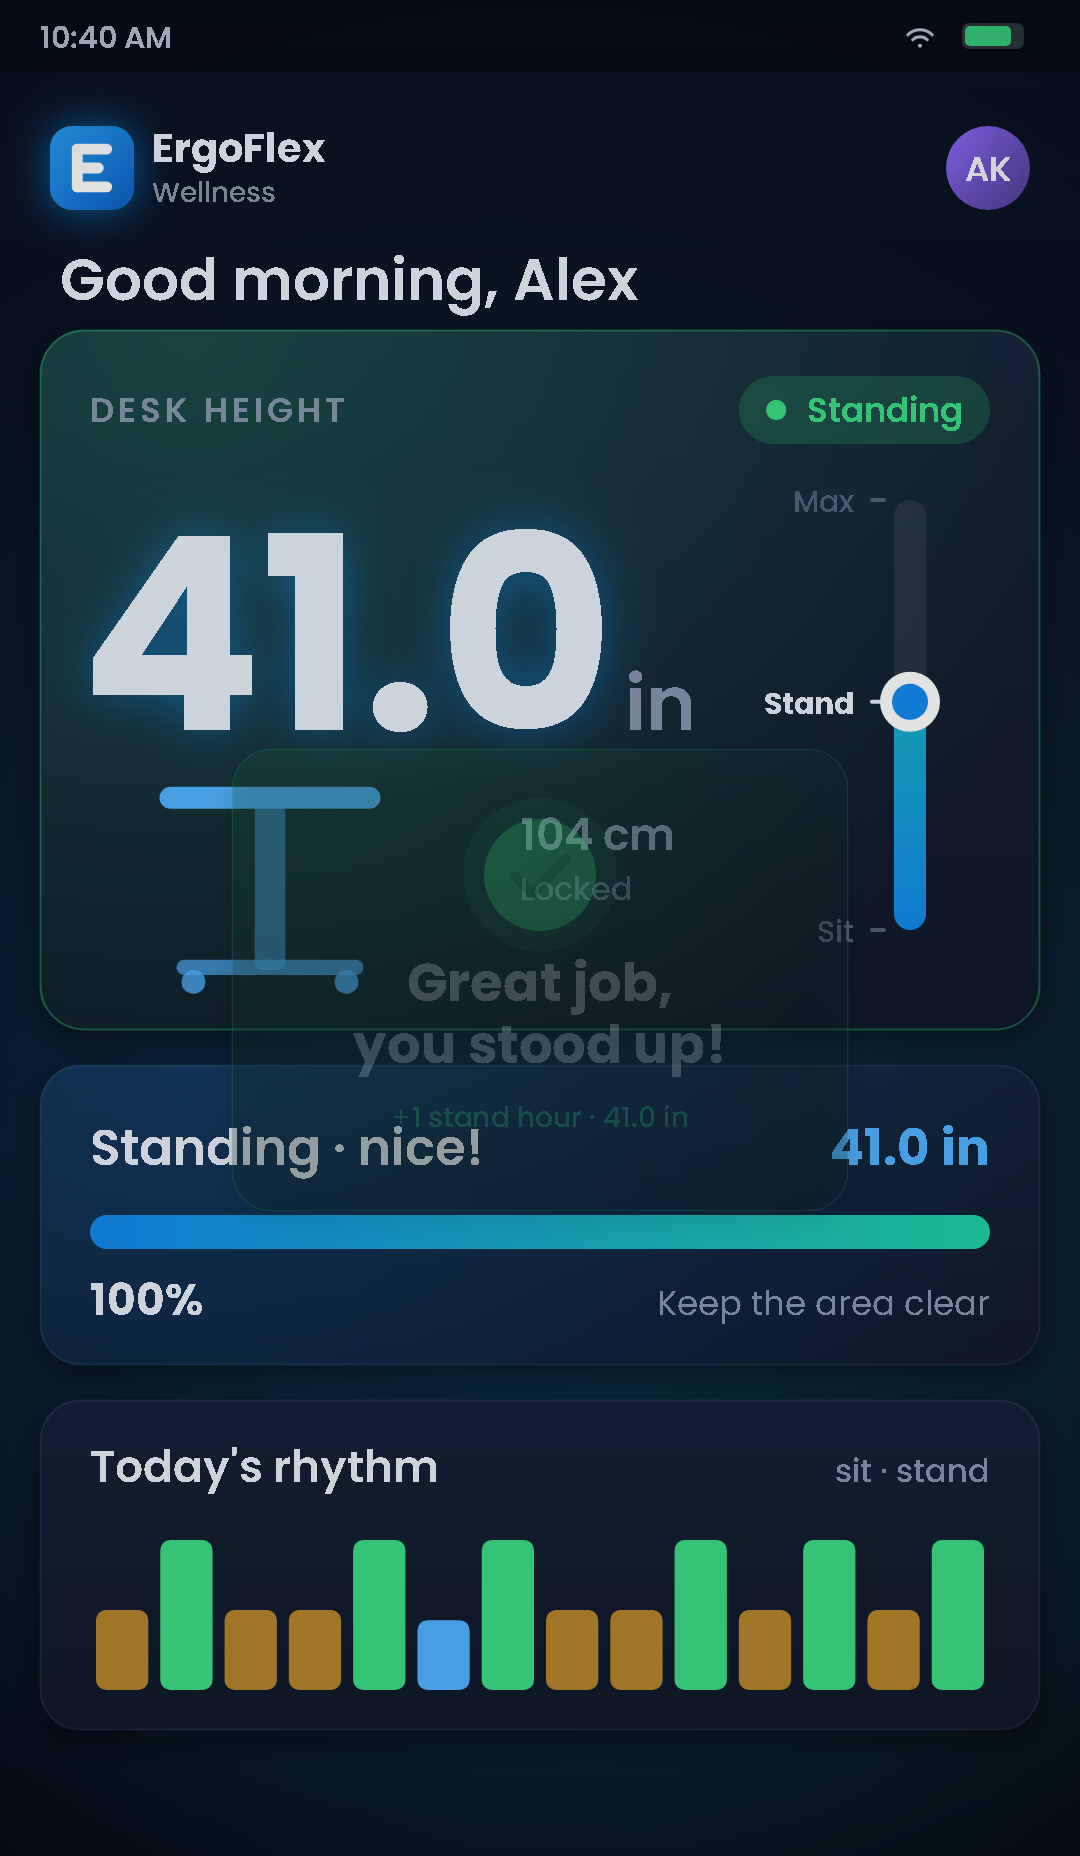 10:40 AM
E
ErgoFlex
Wellness
AK
Good morning, Alex
DESK HEIGHT
Standing
Max
41.0 in
Stand
104 cm
Locked
Sit
Great job,
you stood up!
+1 stand hour · 41.0 in
Standing · nice!
41.0 in
100%
Keep the area clear
Today's rhythm
sit · stand